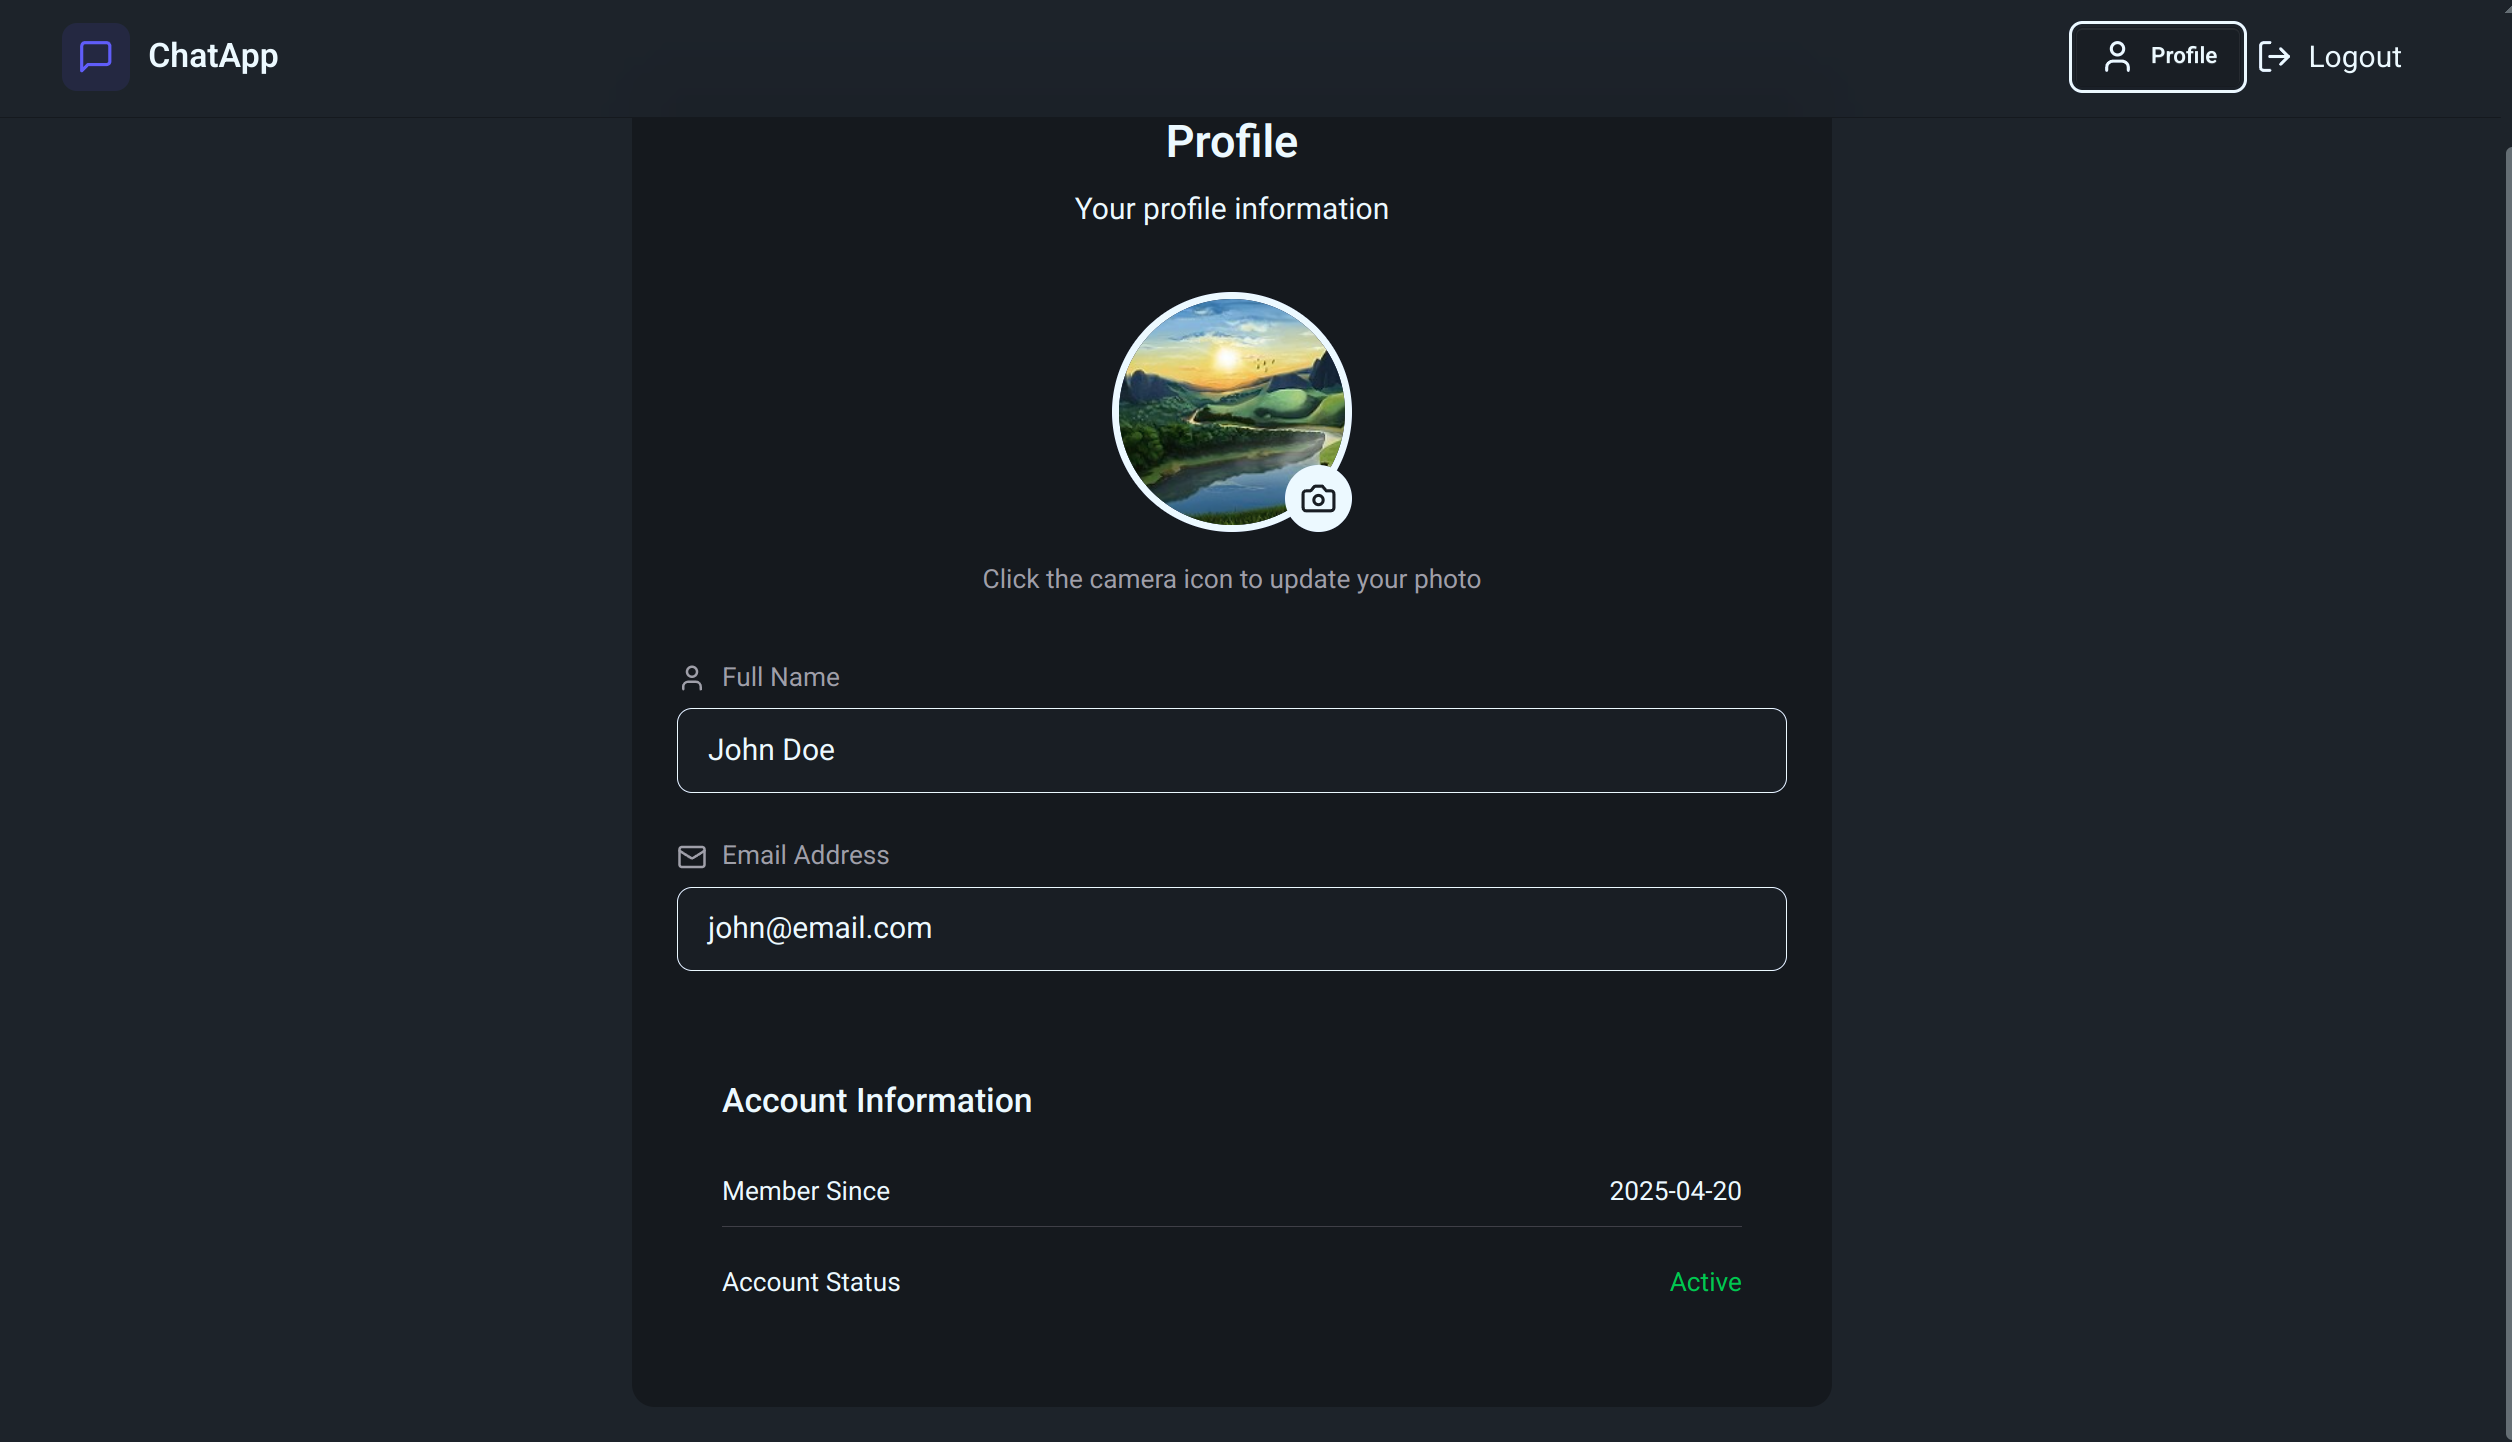 ChatApp
Profile
Logout
Profile
Your profile information
Click the camera icon to update your photo
Full Name
John Doe
Email Address
john@email.com
Account Information
Member Since 2025-04-20
Account Status Active